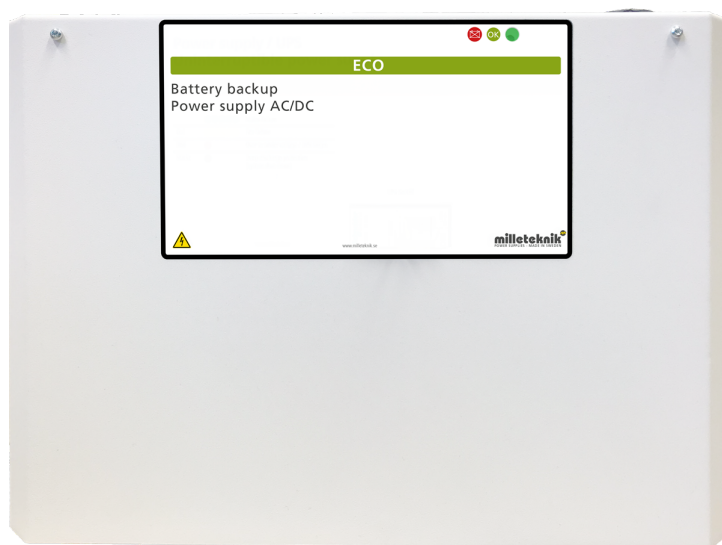 OK
ECO
Battery backup
Power supply AC/DC
www.milleteknik.se
milleteknik
POWER SUPPLIES - MADE IN SWEDEN